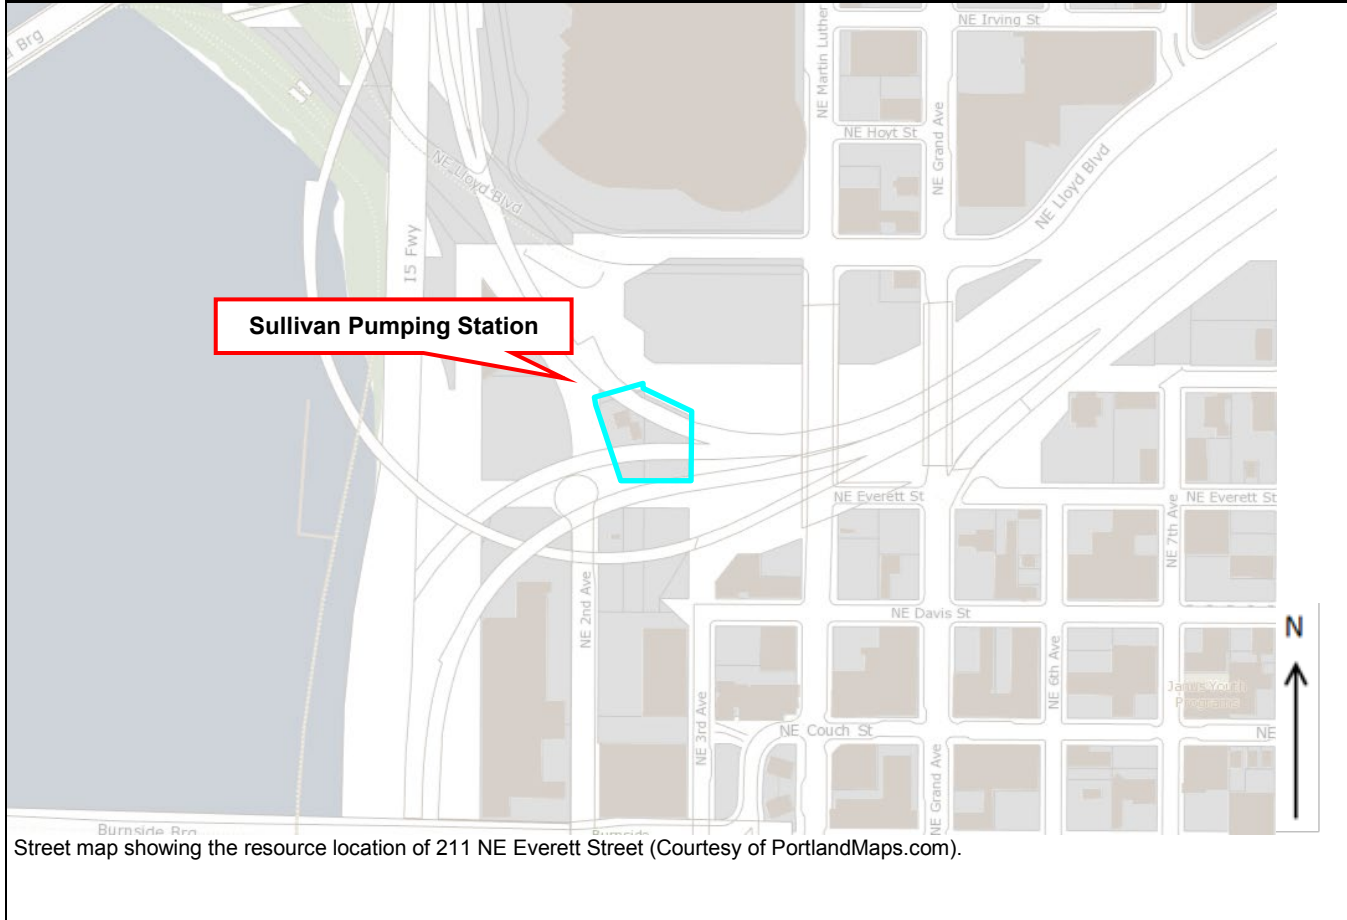 a Brg
NE Irving St
NE Martin Luther
NE Hoyt St
NE Grand Ave
NE Lloyd Blvd
NE Lloyd Blvd
I5 Fwy
Sullivan Pumping Station
NE Everett St
NE Everett St
NE 7th Ave
NE 2nd Ave
NE Davis St
N
NE 6th Ave
Janus Youth
Programs
NE 3rd Ave
NE Couch St
NE
NE Grand Ave
Burnside Brg
Burnside
Street map showing the resource location of 211 NE Everett Street (Courtesy of PortlandMaps.com).